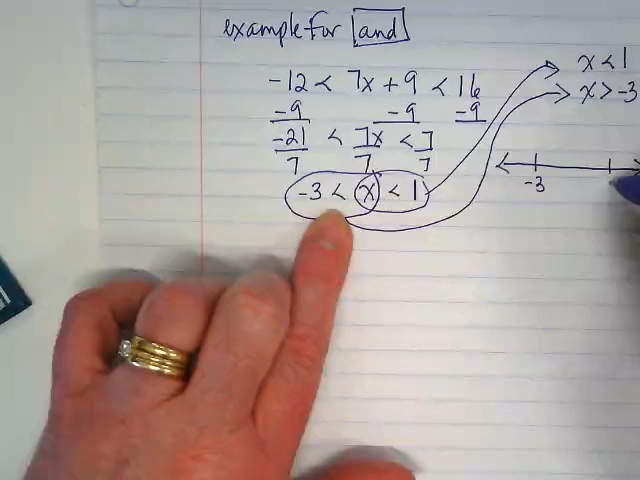 example for and
-12 < 7x + 9 < 16
-9 -9 -9
-21 < 7x < 7
7 7 7
-3 < x < 1
x < 1
x > -3
-3